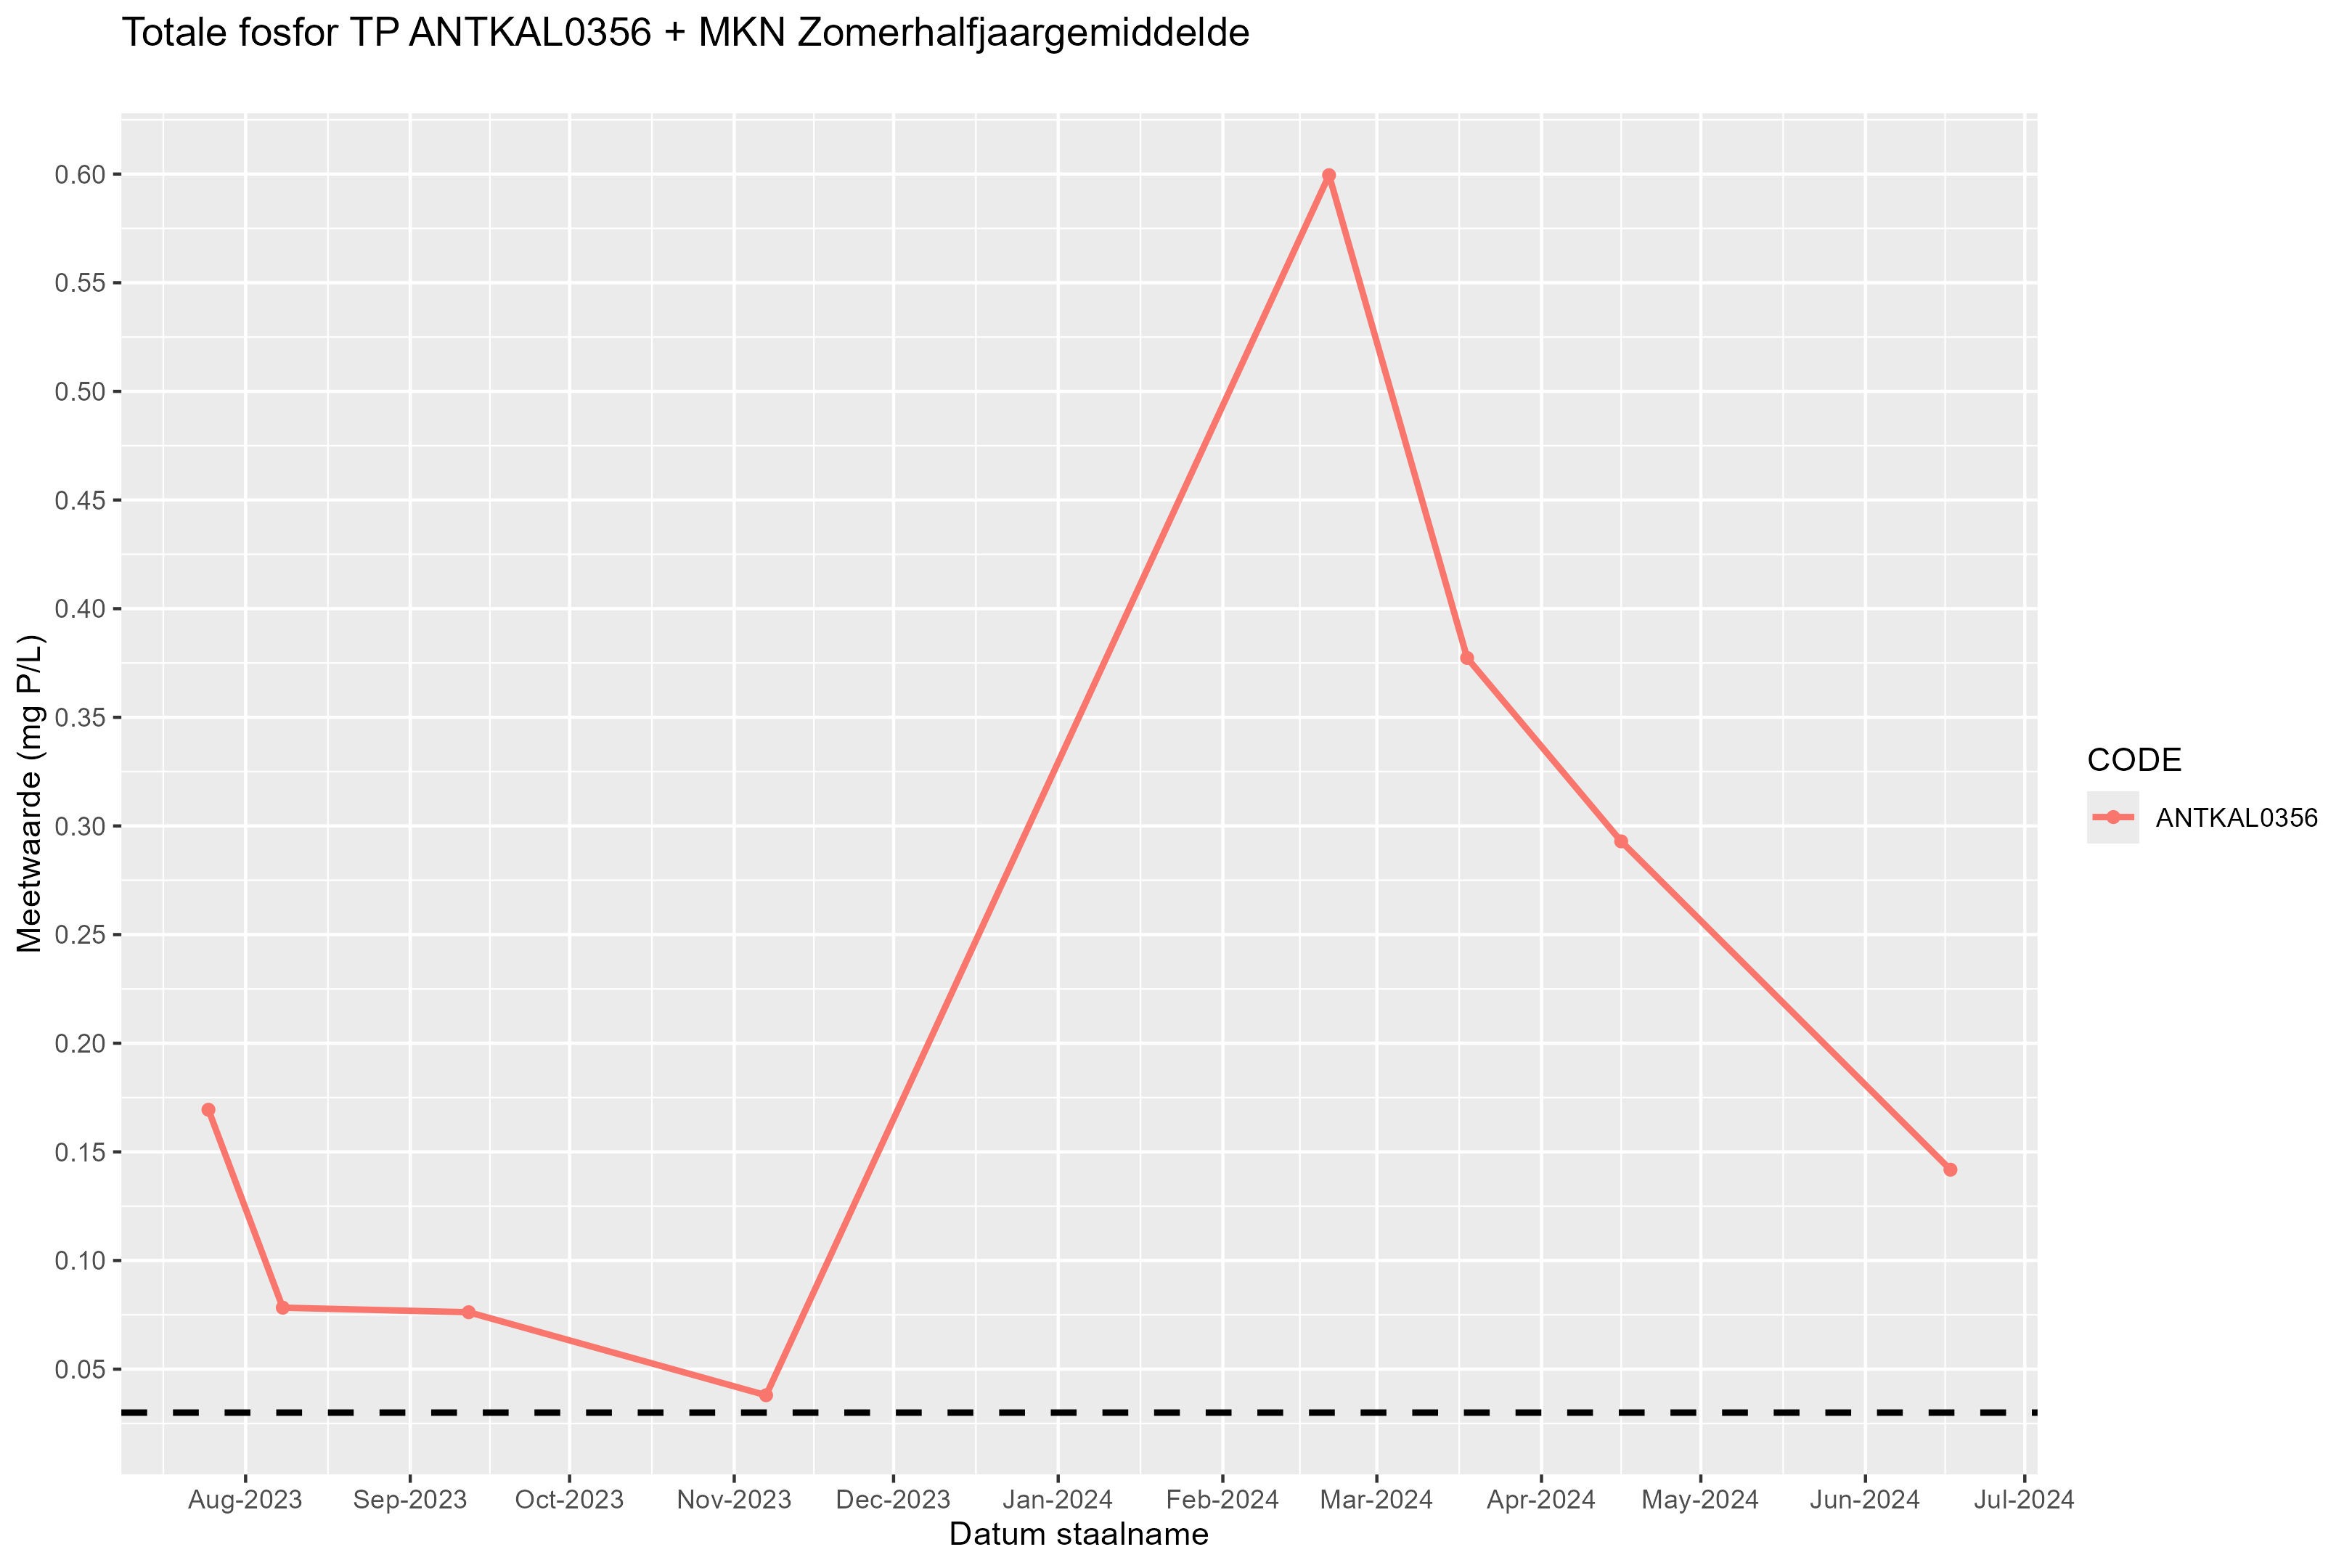 Totale fosfor TP ANTKAL0356 + MKN Zomerhalfjaargemiddelde
Meetwaarde (mg P/L)
0.60
0.55
0.50
0.45
0.40
0.35
0.30
0.25
0.20
0.15
0.10
0.05
Aug-2023 Sep-2023 Oct-2023 Nov-2023 Dec-2023 Jan-2024 Feb-2024 Mar-2024 Apr-2024 May-2024 Jun-2024 Jul-2024
Datum staalname
CODE
ANTKAL0356